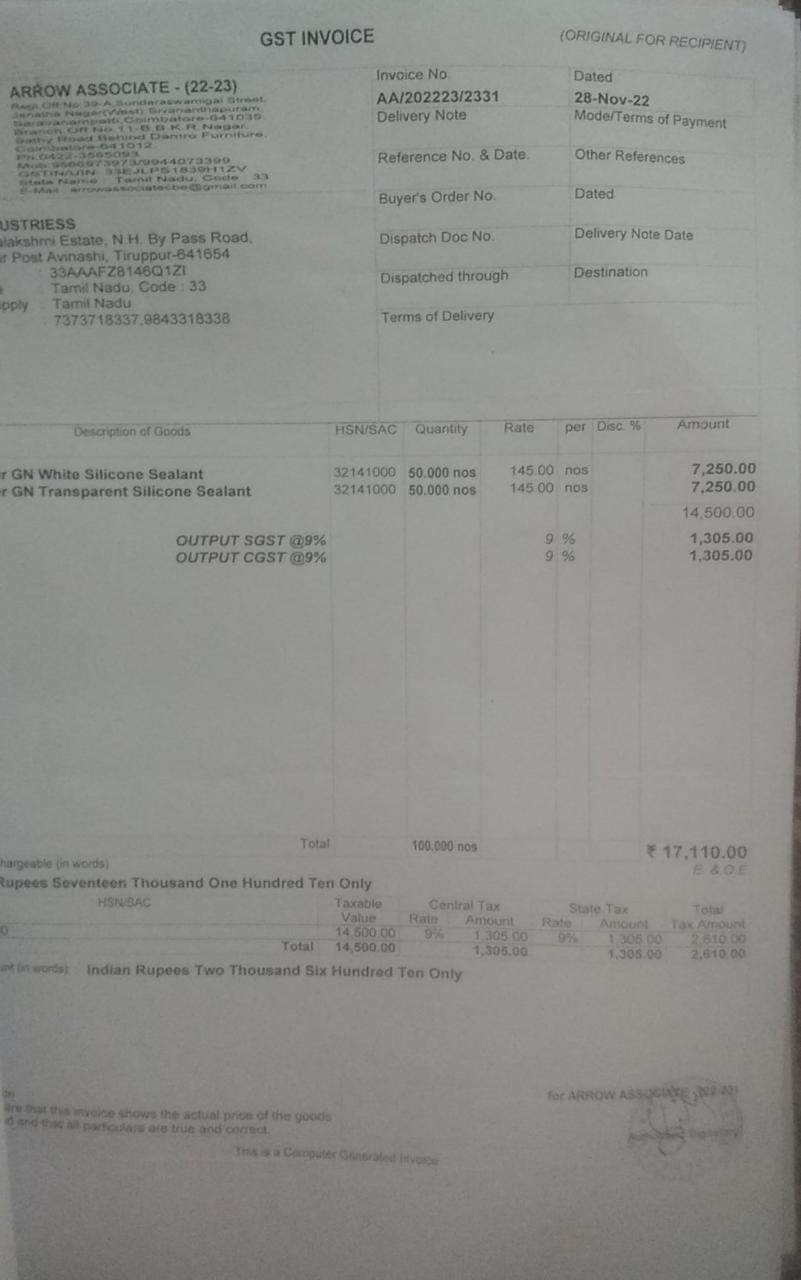 GST INVOICE
(ORIGINAL FOR RECIPIENT)
ARROW ASSOCIATE - (22-23)
Regd.Off No 39-A Sundaraswamigal Street,
Janatha Nagar(West) Sivananthapuram
Saravanampatti,Coimbatore-641035
Branch Off No 11-B B K R Nagar
Sathy Road Behind Damro Furniture,
Coimbatore-641012
PH 0422-3565093
GSTIN/UIN 33EJLPS1839H1ZV
State Name : Tamil Nadu, Code : 33
E-Mail : arrowassociatecbe@gmail.com
Invoice No.
AA/202223/2331
Dated
28-Nov-22
Delivery Note
Mode/Terms of Payment
Reference No. & Date.
Other References
Buyer's Order No.
Dated
Dispatch Doc No.
Delivery Note Date
Dispatched through
Destination
Terms of Delivery
USTRIESS
alakshmi Estate, N.H. By Pass Road,
r Post Avinashi, Tiruppur-641654
33AAAFZ8146Q1ZI
Tamil Nadu, Code : 33
pply Tamil Nadu
7373718337,9843318338
Description of Goods HSN/SAC Quantity Rate per Disc. % Amount
r GN White Silicone Sealant 32141000 50.000 nos 145.00 nos 7,250.00
r GN Transparent Silicone Sealant 32141000 50.000 nos 145.00 nos 7,250.00
14,500.00
OUTPUT SGST @9% 9 % 1,305.00
OUTPUT CGST @9% 9 % 1,305.00
Total 100.000 nos ₹ 17,110.00
hargeable (in words) E. & O.E
Rupees Seventeen Thousand One Hundred Ten Only
HSN/SAC Taxable Central Tax State Tax Total
Value Rate Amount Rate Amount Tax Amount
0 14,500.00 9% 1,305.00 9% 1,305.00 2,610.00
Total 14,500.00 1,305.00 1,305.00 2,610.00
nt (in words) Indian Rupees Two Thousand Six Hundred Ten Only
on
are that this invoice shows the actual price of the goods
d and that all particulars are true and correct.
for ARROW ASSOCIATE (22-23)
Authorised Signatory
This is a Computer Generated Invoice